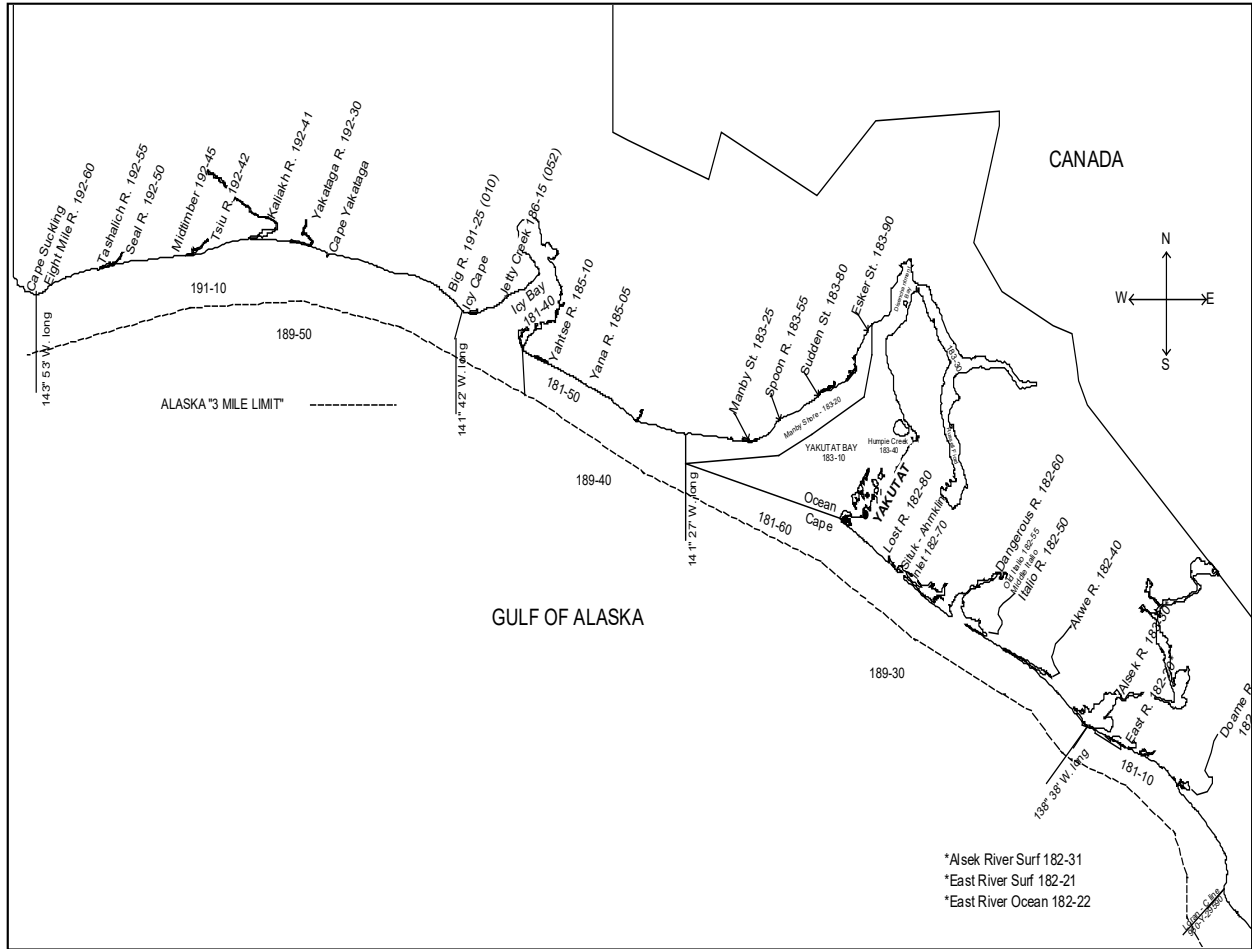 CANADA
N
W
E
S
Cape Suckling
Eight Mile R. 192-60
Tashalich R. 192-55
Seal R. 192-50
Midtimber 192-45
Tsiu R. 192-42
Kaliakh R. 192-41
Yakataga R. 192-30
Cape Yakataga
Big R. 191-25 (010)
Icy Cape
Jetty Creek 186-15 (052)
Icy Bay
181-40
Yahtse R. 185-10
Yana R. 185-05
Manby St. 183-25
Spoon R. 183-55
Sudden St. 183-80
Esker St. 183-90
Bay
183-30
191-10
189-50
143° 53' W. long
ALASKA "3 MILE LIMIT"
141° 42' W. long
181-50
Manby Shore - 183-20
YAKUTAT BAY
183-10
Humpie Creek
183-40
189-40
141° 27' W. long
Ocean
Cape
YAKUTAT
181-60
Lost R. 182-80
Situk - Ahrnklin
Inlet 182-70
Dangerous R. 182-60
Old Italio 182-55
Middle Italio
Italio R. 182-50
Akwe R. 182-40
GULF OF ALASKA
189-30
Alsek R.
East R.
Doame R.
182-
138° 38' W. long
181-10
*Alsek River Surf 182-31
*East River Surf 182-21
*East River Ocean 182-22